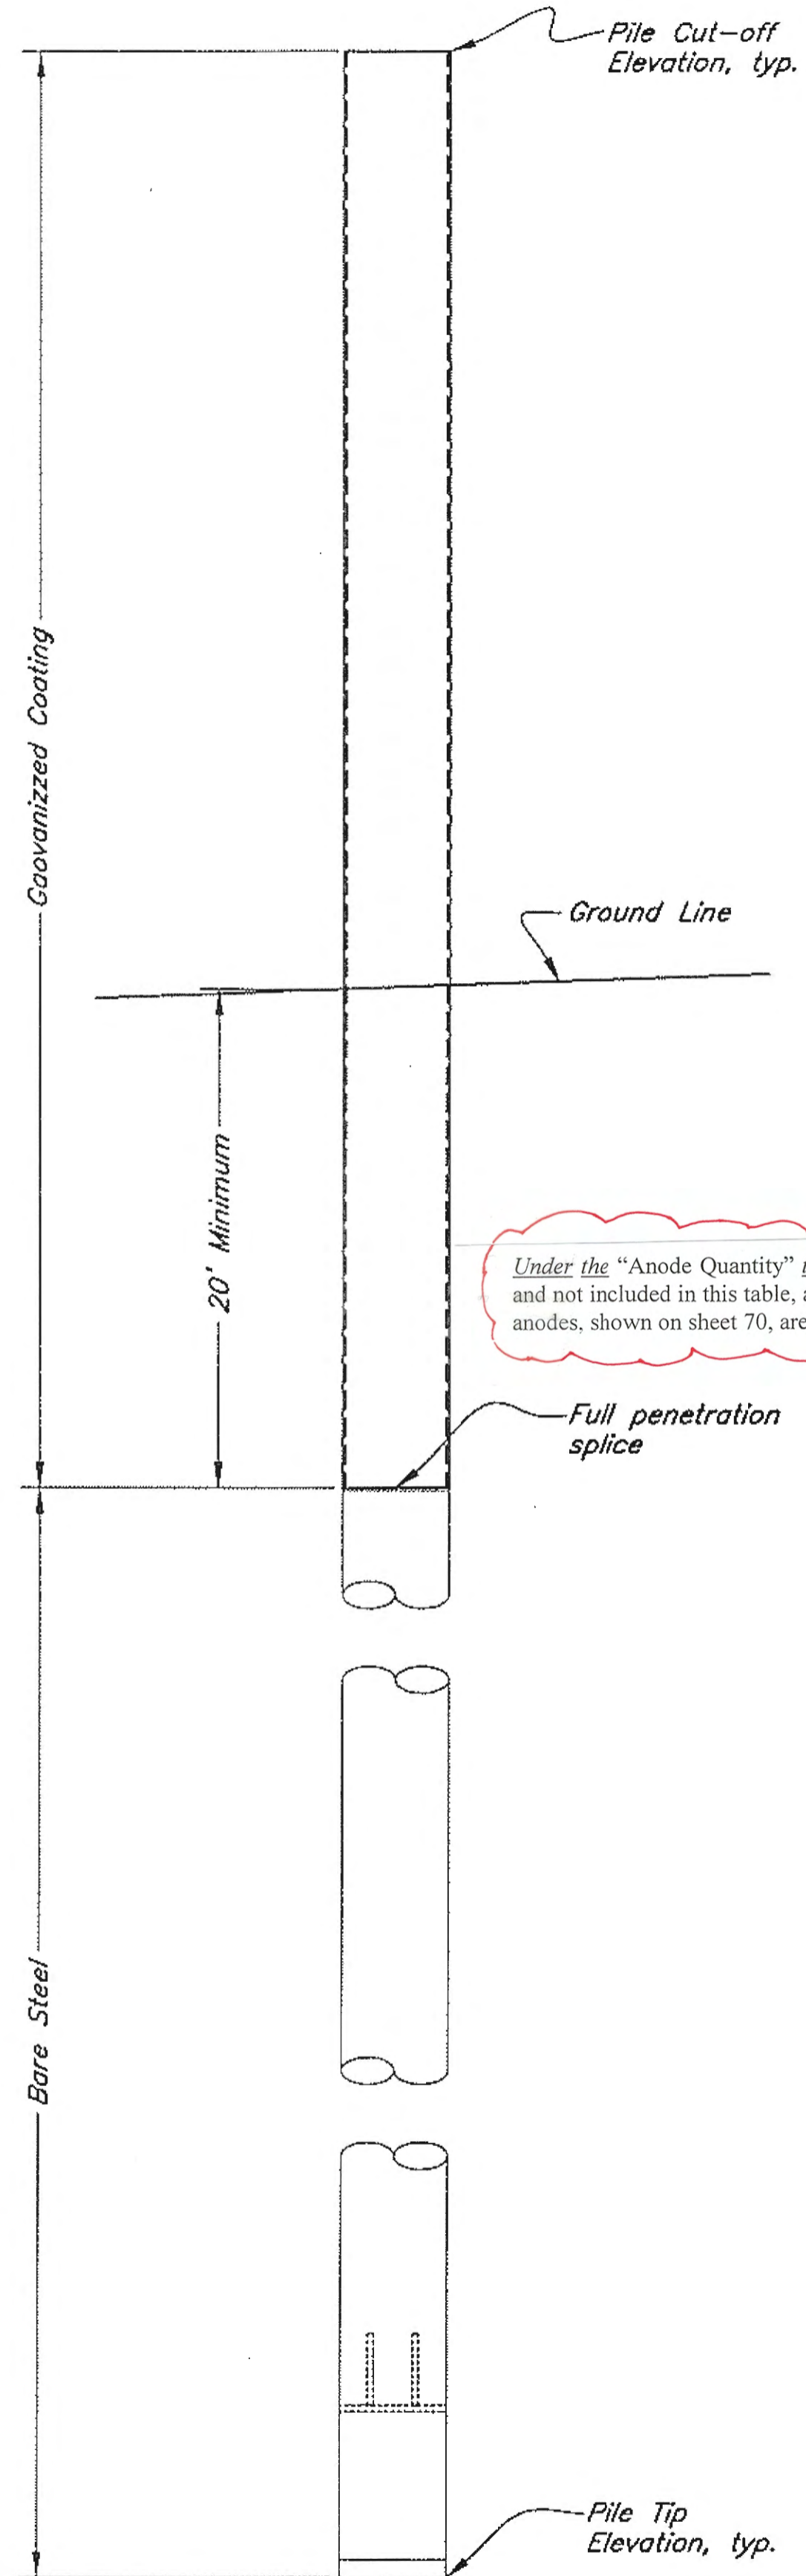 Pile Cut-off
Elevation, typ.
Gaovanizzed Coating
Ground Line
20' Minimum
Under the "Anode Quantity"
and not included in this table,
anodes, shown on sheet 70, are
Full penetration
splice
Bare Steel
Pile Tip
Elevation, typ.